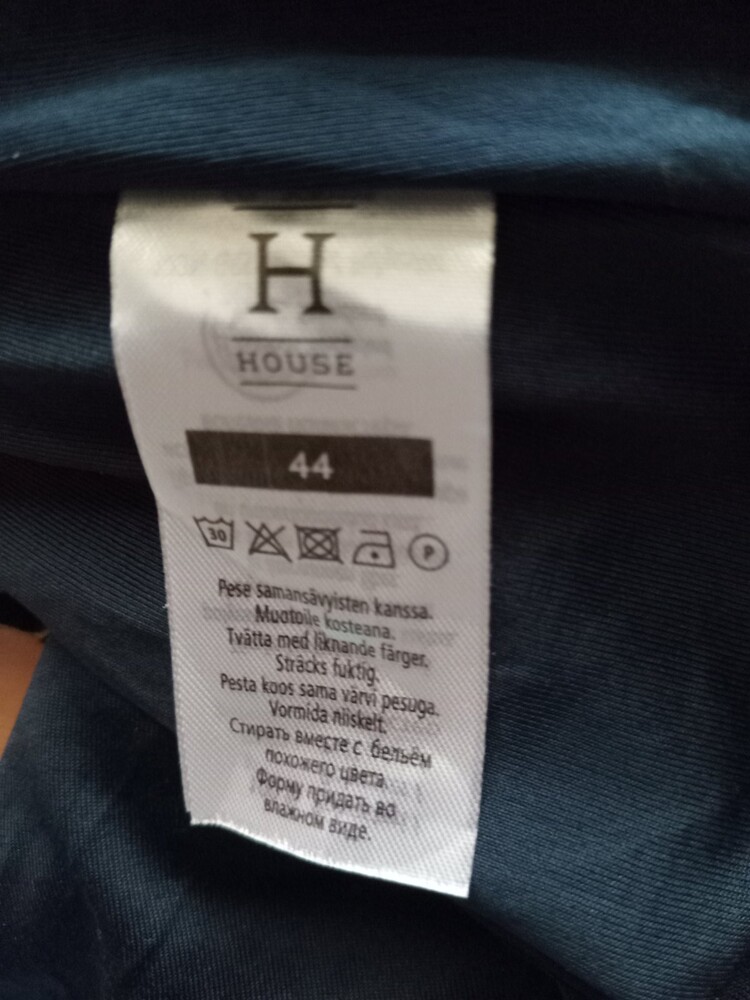 H
HOUSE
44
30
P
Pese samansävyisten kanssa.
Muotoile kosteana.
Tvätta med liknande färger.
Sträcks fuktig.
Pesta koos sama värvi pesuga.
Vormida niiskelt.
Стирать вместе с бельём
похожего цвета.
Форму придать во
влажном виде.